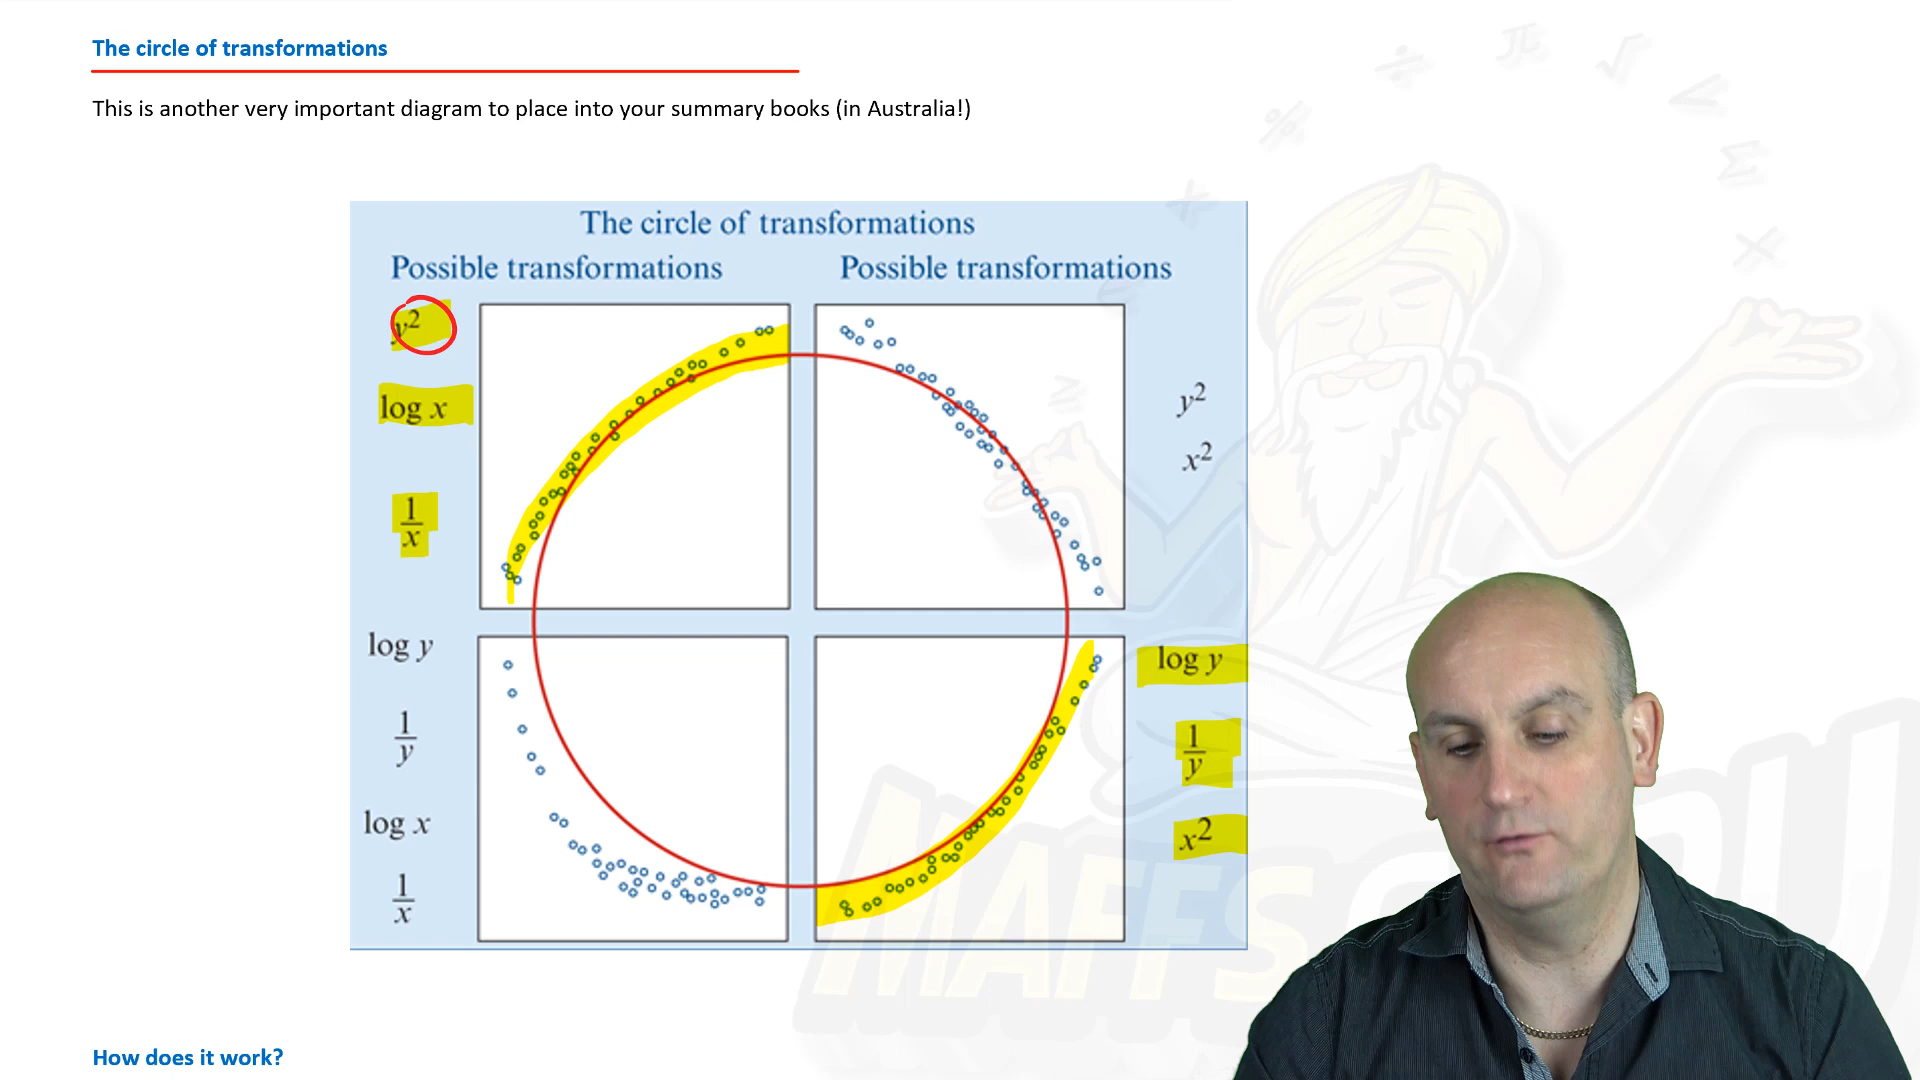 The circle of transformations
This is another very important diagram to place into your summary books (in Australia!)
The circle of transformations
Possible transformations
Possible transformations
y²
log x
1/x
y²
x²
log y
1/y
log x
1/x
log y
1/y
x²
MAFFS GURU
How does it work?